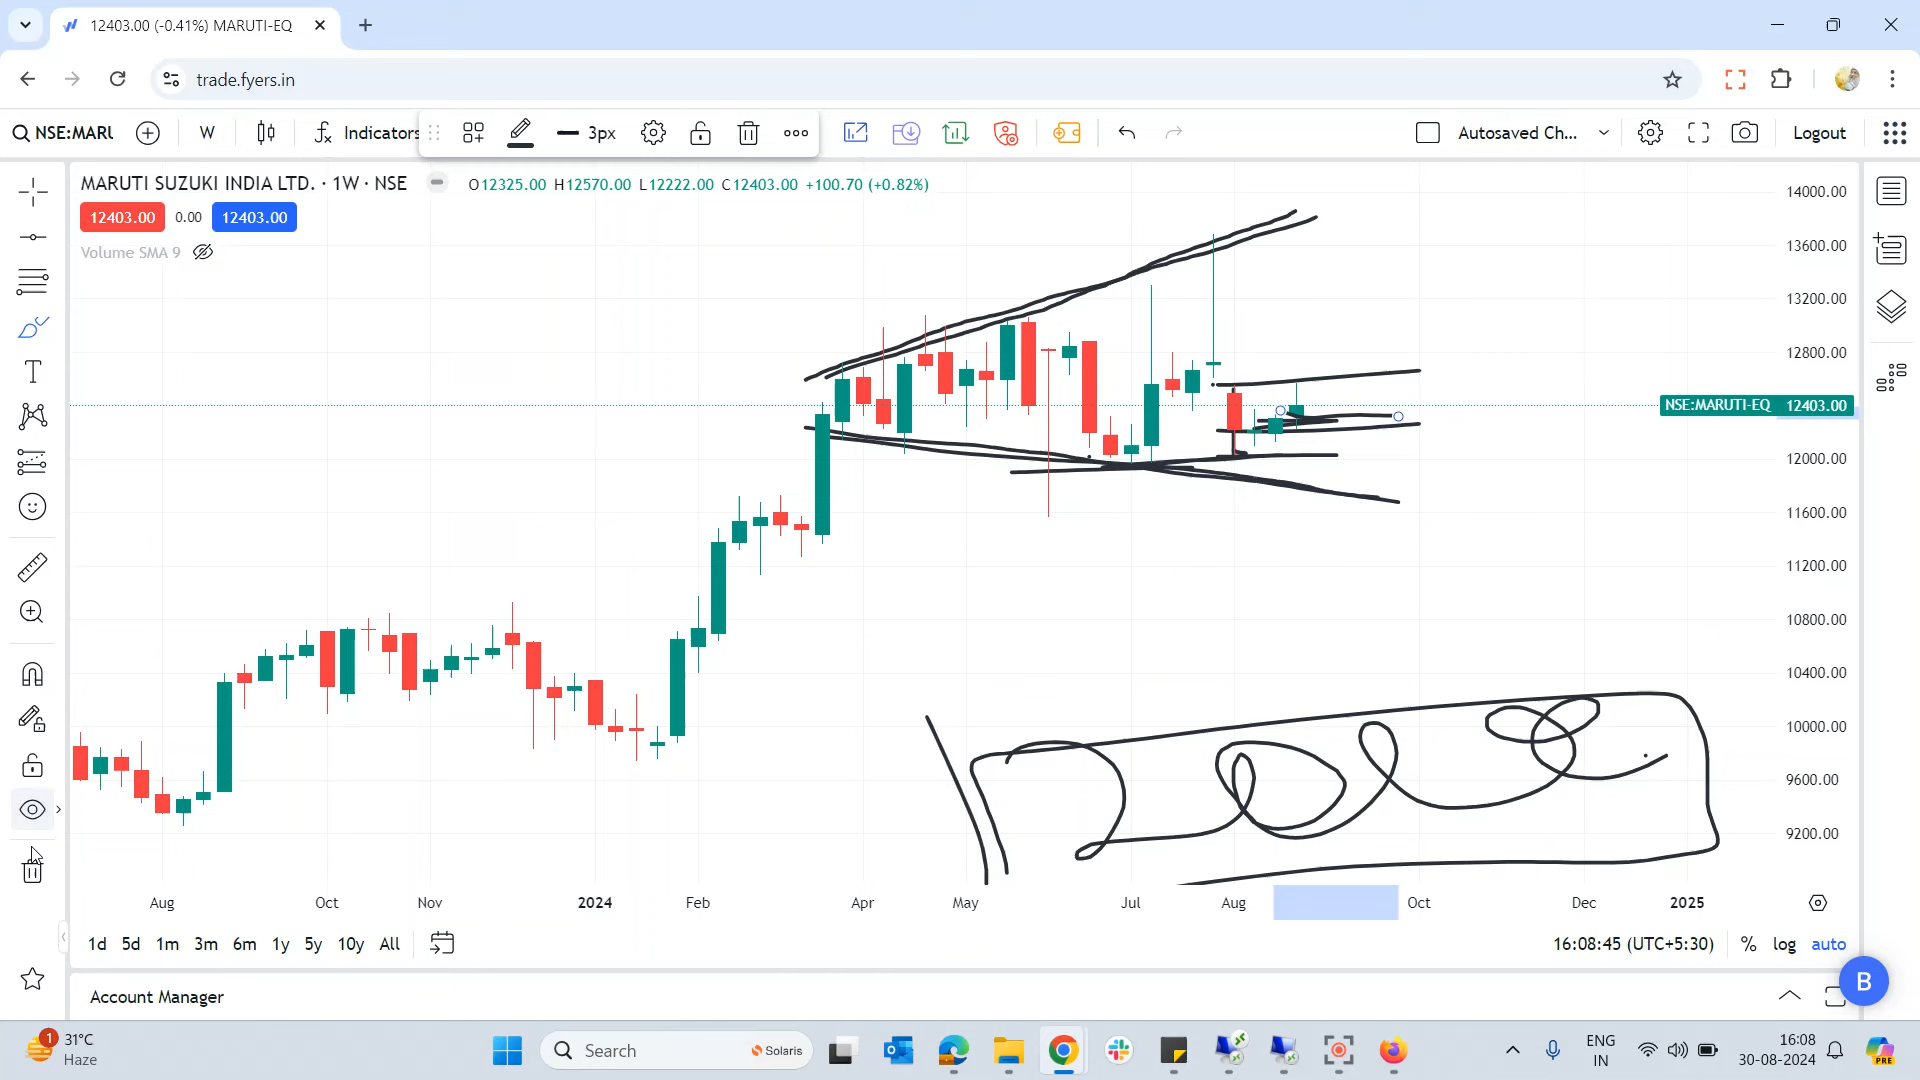 12403.00 (-0.41%) MARUTI-EQ
trade.fyers.in
NSE:MARU
W
Indicators
3px
Autosaved Ch...
Logout
MARUTI SUZUKI INDIA LTD. · 1W · NSE
O12325.00 H12570.00 L12222.00 C12403.00 +100.70 (+0.82%)
12403.00 0.00 12403.00
Volume SMA 9
14000.00
13600.00
13200.00
12800.00
NSE:MARUTI-EQ 12403.00
12000.00
11600.00
11200.00
10800.00
10400.00
10000.00
9600.00
9200.00
Aug Oct Nov 2024 Feb Apr May Jul Aug Oct Dec 2025
1d 5d 1m 3m 6m 1y 5y 10y All
16:08:45 (UTC+5:30) % log auto
B
Account Manager
1
31°C
Haze
Search
Solaris
ENG
IN
16:08
30-08-2024
PRE